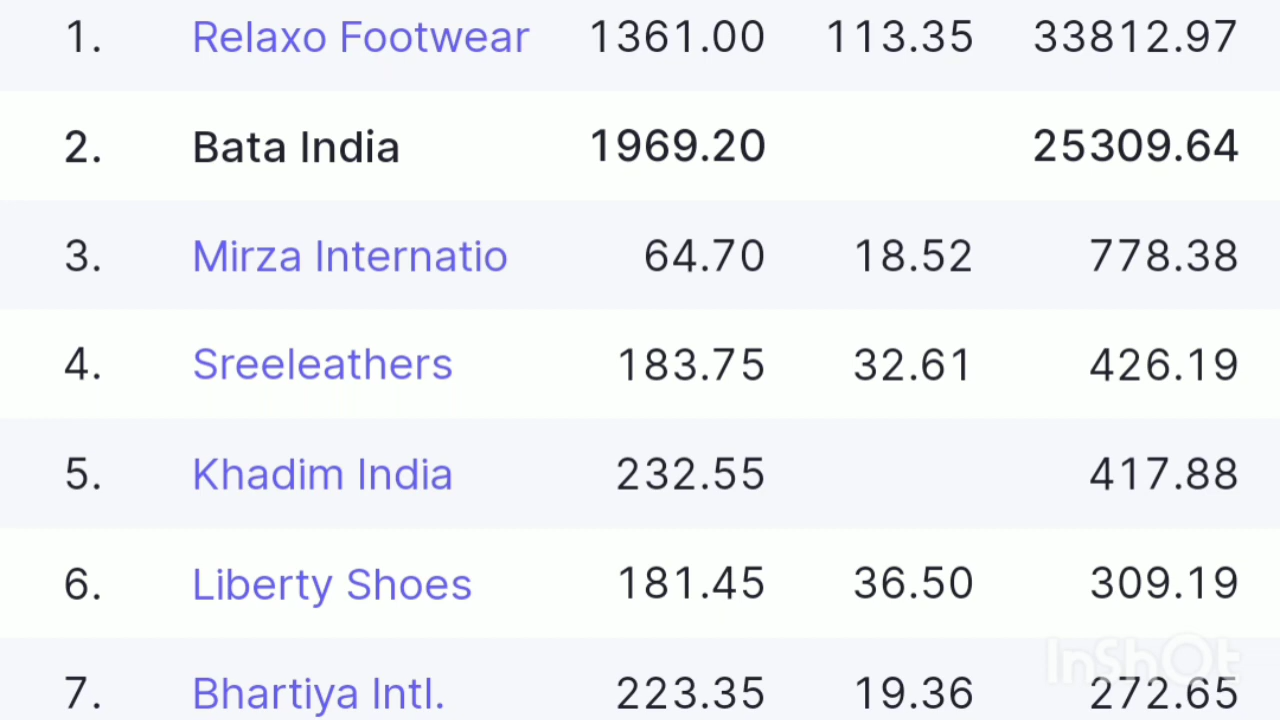 1. Relaxo Footwear 1361.00 113.35 33812.97
2. Bata India 1969.20 25309.64
3. Mirza Internatio 64.70 18.52 778.38
4. Sreeleathers 183.75 32.61 426.19
5. Khadim India 232.55 417.88
6. Liberty Shoes 181.45 36.50 309.19
InShOt
7. Bhartiya Intl. 223.35 19.36 272.65